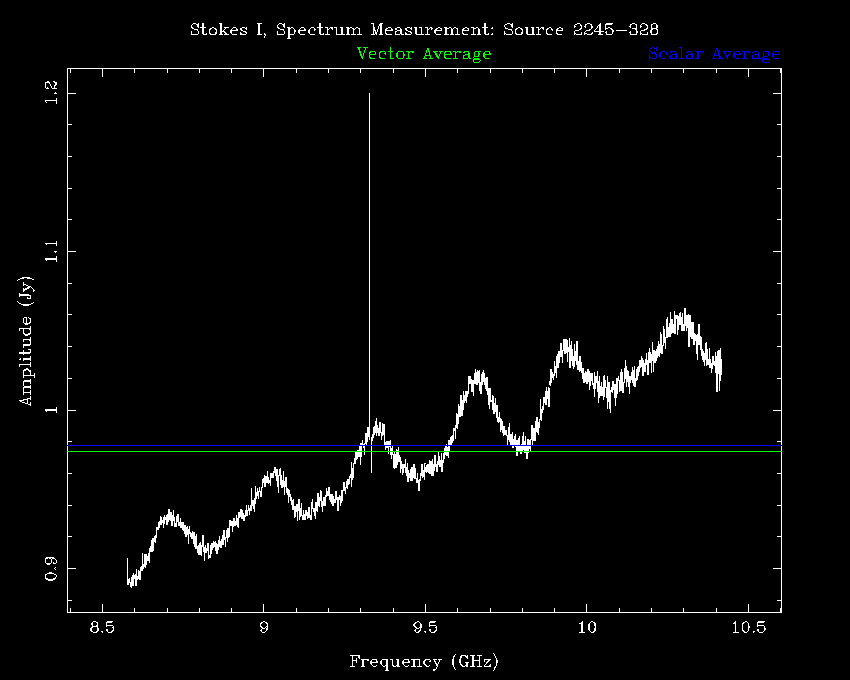 Stokes I, Spectrum Measurement: Source 2245−328
Vector Average
Scalar Average
1.2
1.1
1
0.9
Amplitude (Jy)
8.5 9 9.5 10 10.5
Frequency (GHz)